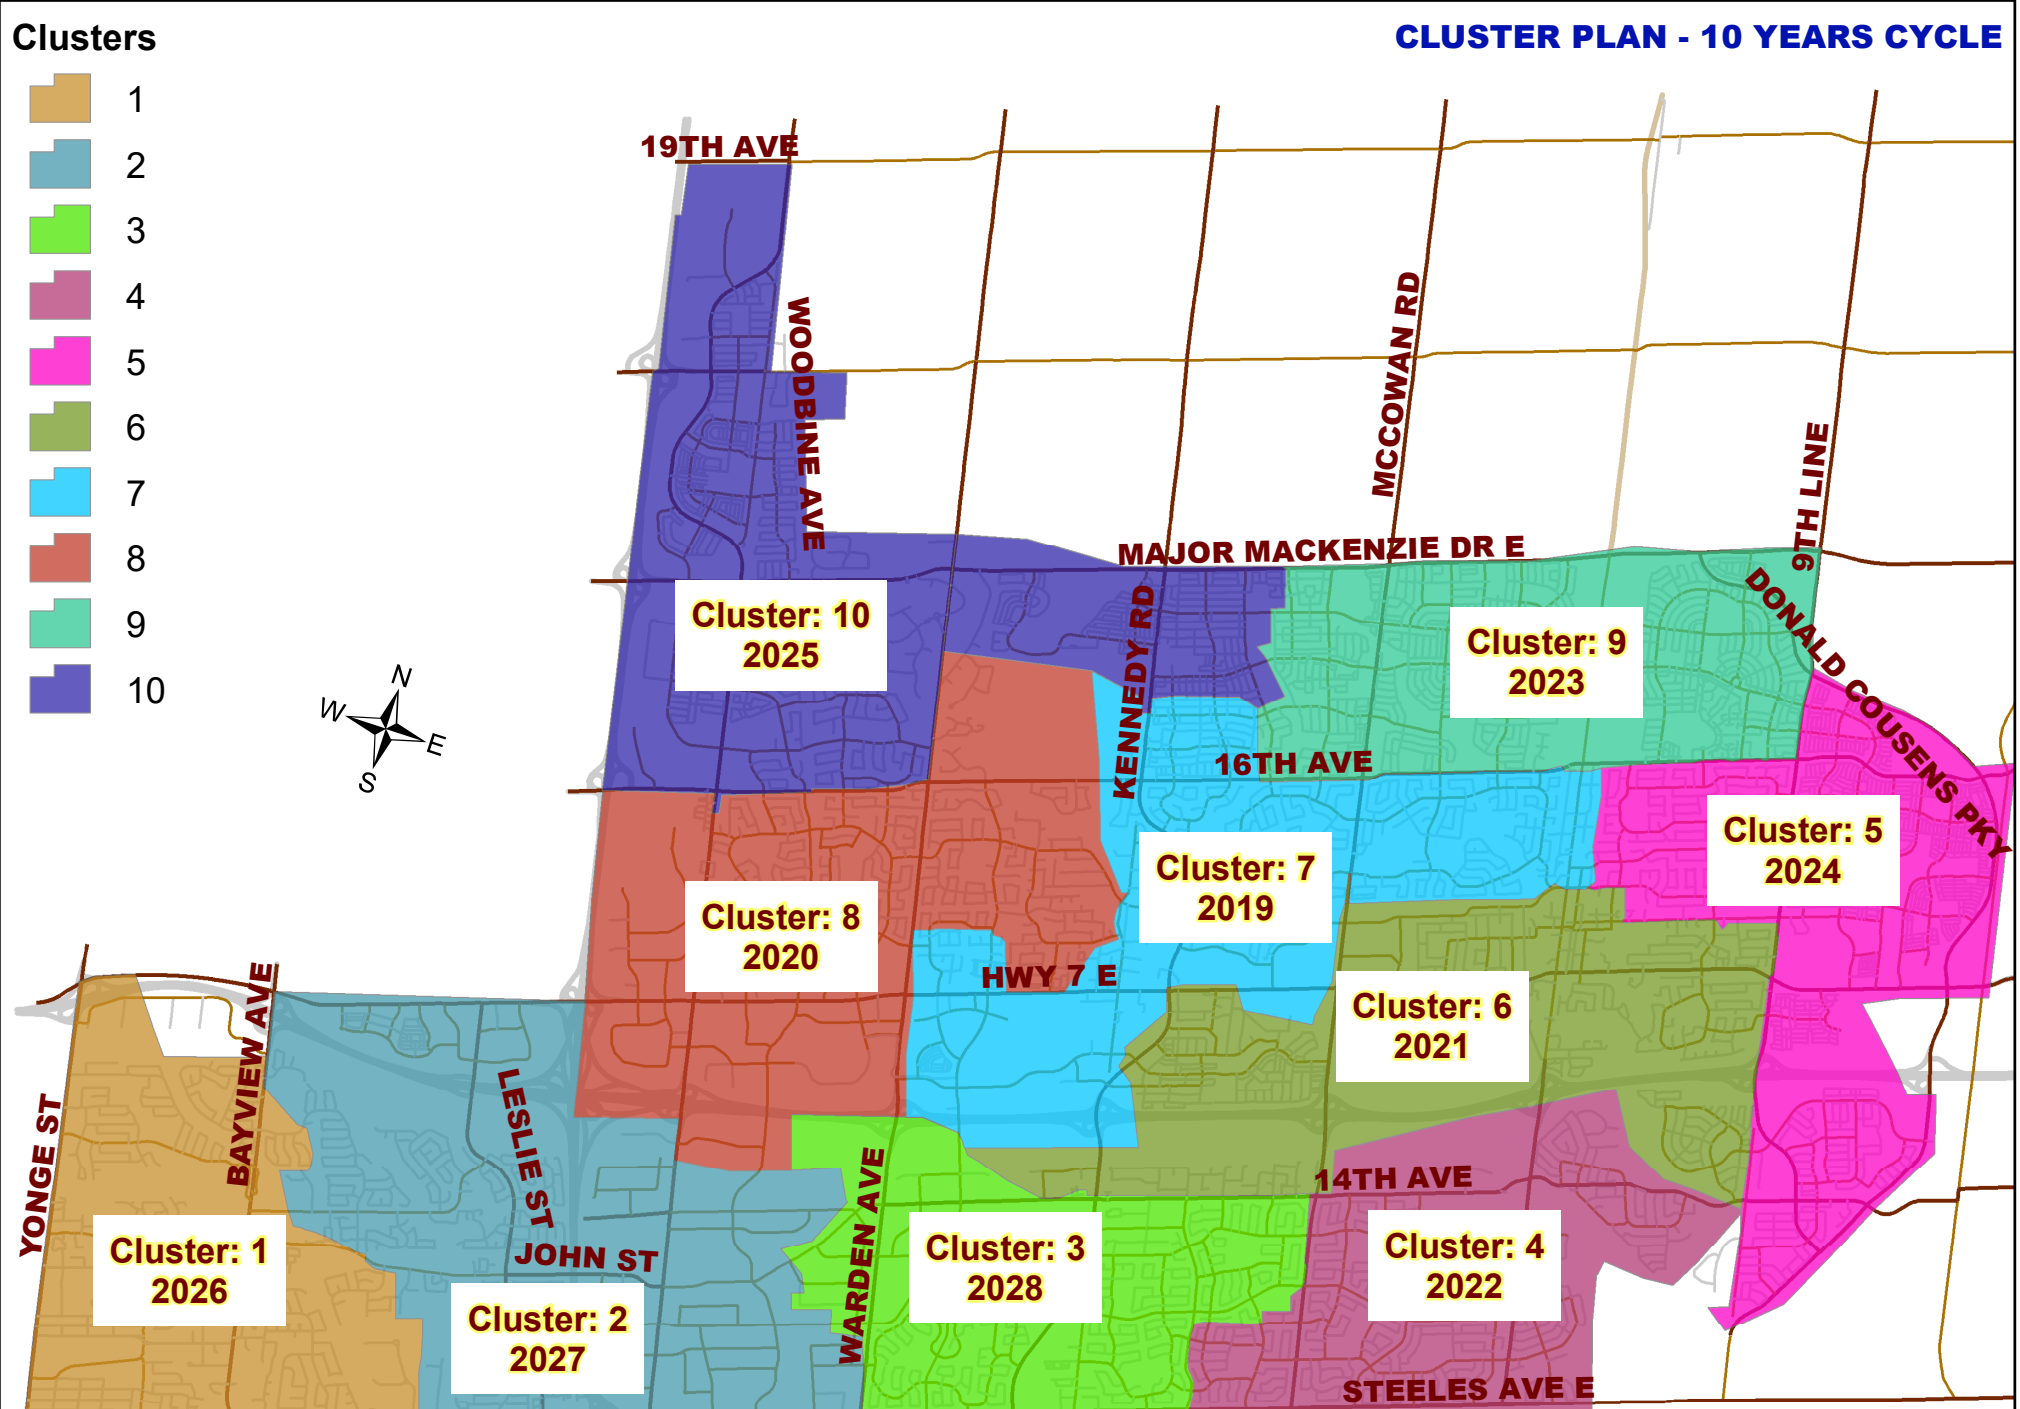 Clusters
CLUSTER PLAN - 10 YEARS CYCLE
1
2
3
4
5
6
7
8
9
10
N
W
E
S
19TH AVE
WOODBINE AVE
MCCOWAN RD
9TH LINE
MAJOR MACKENZIE DR E
DONALD COUSENS PKY
KENNEDY RD
16TH AVE
Cluster: 10
2025
Cluster: 9
2023
Cluster: 5
2024
Cluster: 7
2019
Cluster: 8
2020
HWY 7 E
Cluster: 6
2021
BAYVIEW AVE
YONGE ST
LESLIE ST
JOHN ST
WARDEN AVE
14TH AVE
Cluster: 1
2026
Cluster: 2
2027
Cluster: 3
2028
Cluster: 4
2022
STEELES AVE E